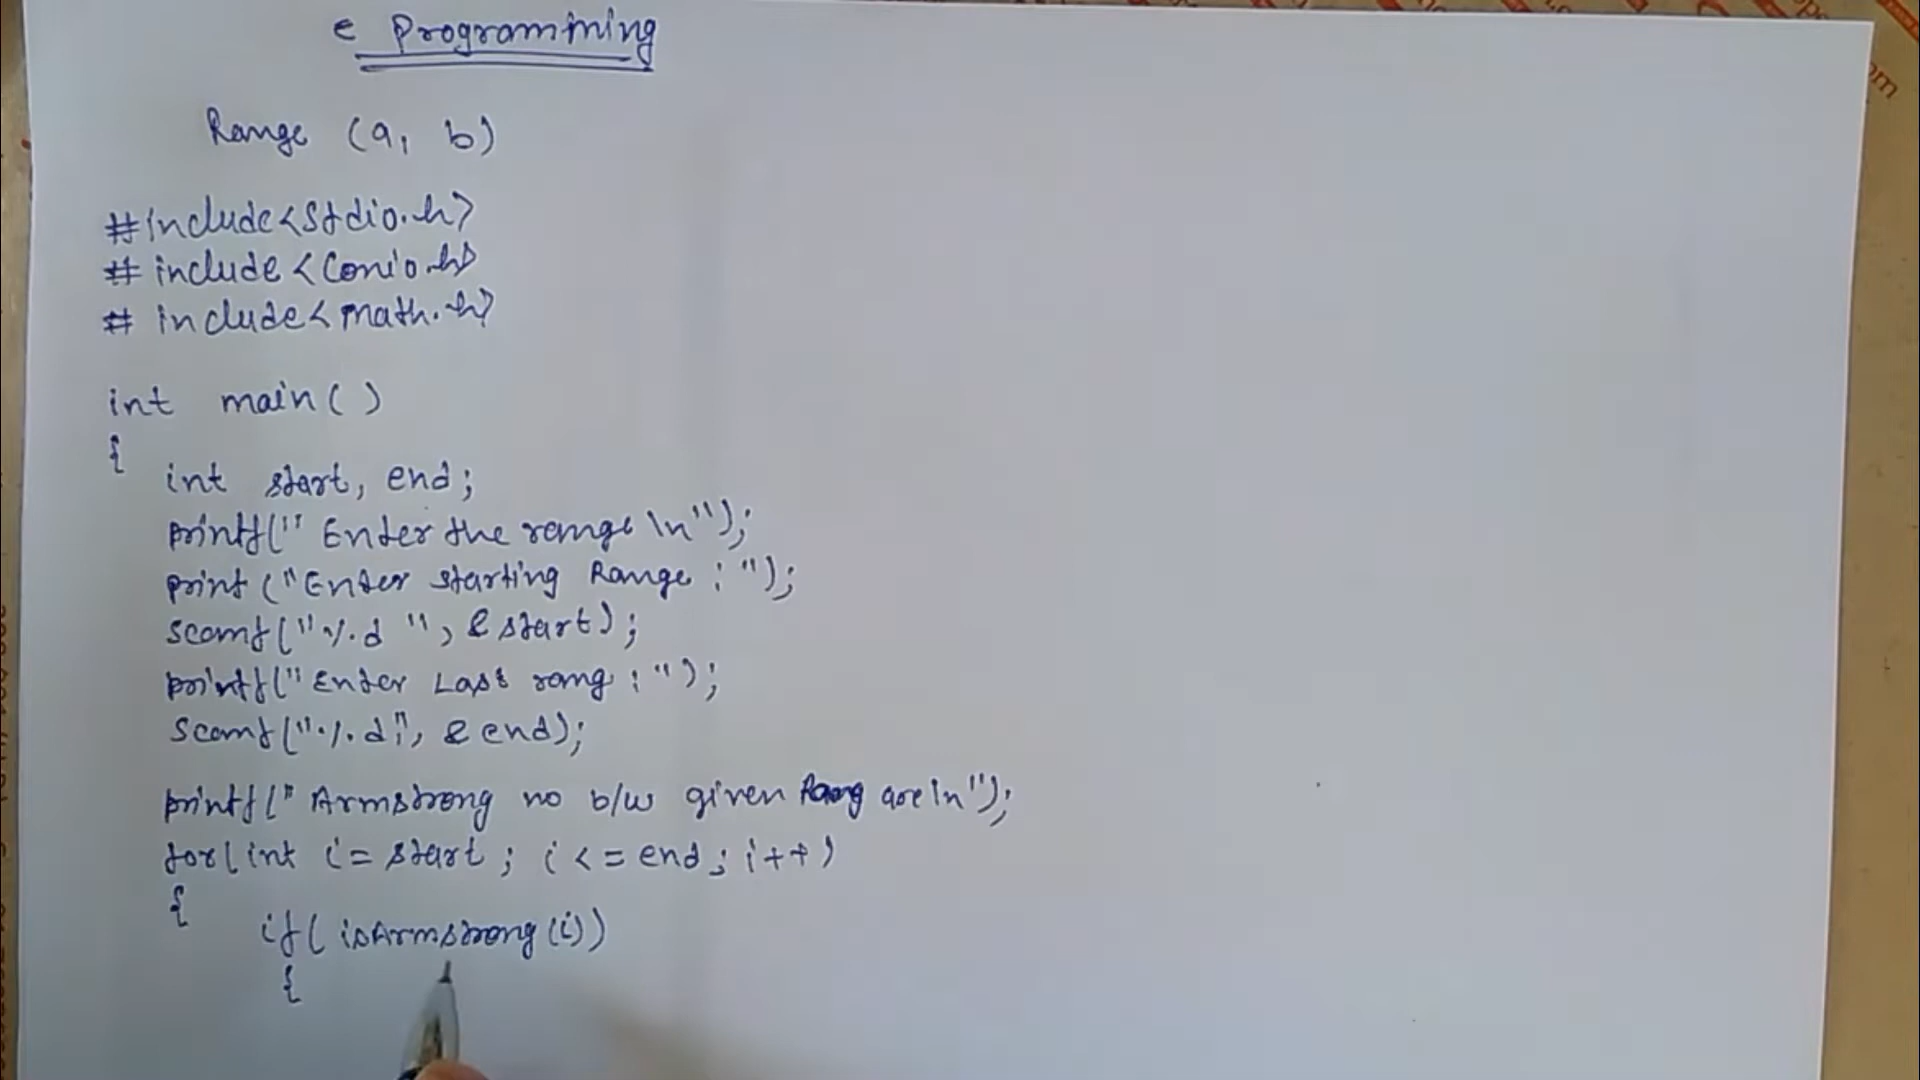 c Programming
Range (a, b)
#include<Stdio.h>
# include<Conio.h>
# include<math.h>
int main( )
{
int start, end;
printf(" Enter the range \n");
print ("Enter starting Range : ");
scanf("%d ", &start);
printf("Enter Last rang : ");
scanf("%d", &end);
printf(" Armstrong no b/w given Rang are\n");
for(int i= start ; i <= end ; i++)
{
if( isArmstrong (i))
{